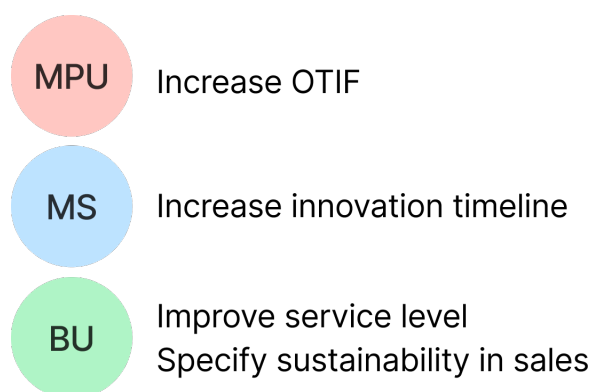 MPU
Increase OTIF
MS
Increase innovation timeline
BU
Improve service level
Specify sustainability in sales